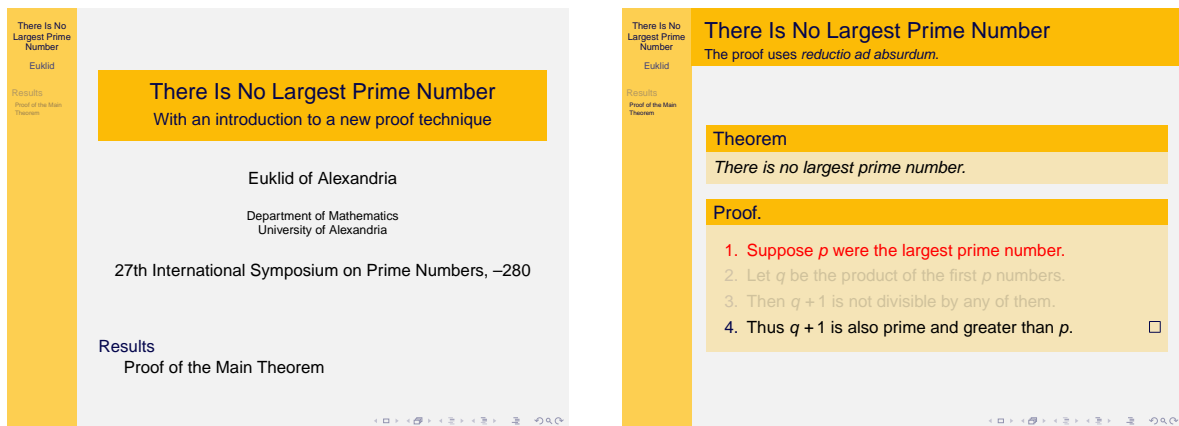 There Is No
Largest Prime
Number
Euklid
Results
Proof of the Main
Theorem
There Is No Largest Prime Number
With an introduction to a new proof technique
Euklid of Alexandria
Department of Mathematics
University of Alexandria
27th International Symposium on Prime Numbers, –280
Results
Proof of the Main Theorem
There Is No
Largest Prime
Number
Euklid
Results
Proof of the Main
Theorem
There Is No Largest Prime Number
The proof uses reductio ad absurdum.
Theorem
There is no largest prime number.
Proof.
1. Suppose p were the largest prime number.
2. Let q be the product of the first p numbers.
3. Then q + 1 is not divisible by any of them.
4. Thus q + 1 is also prime and greater than p. □